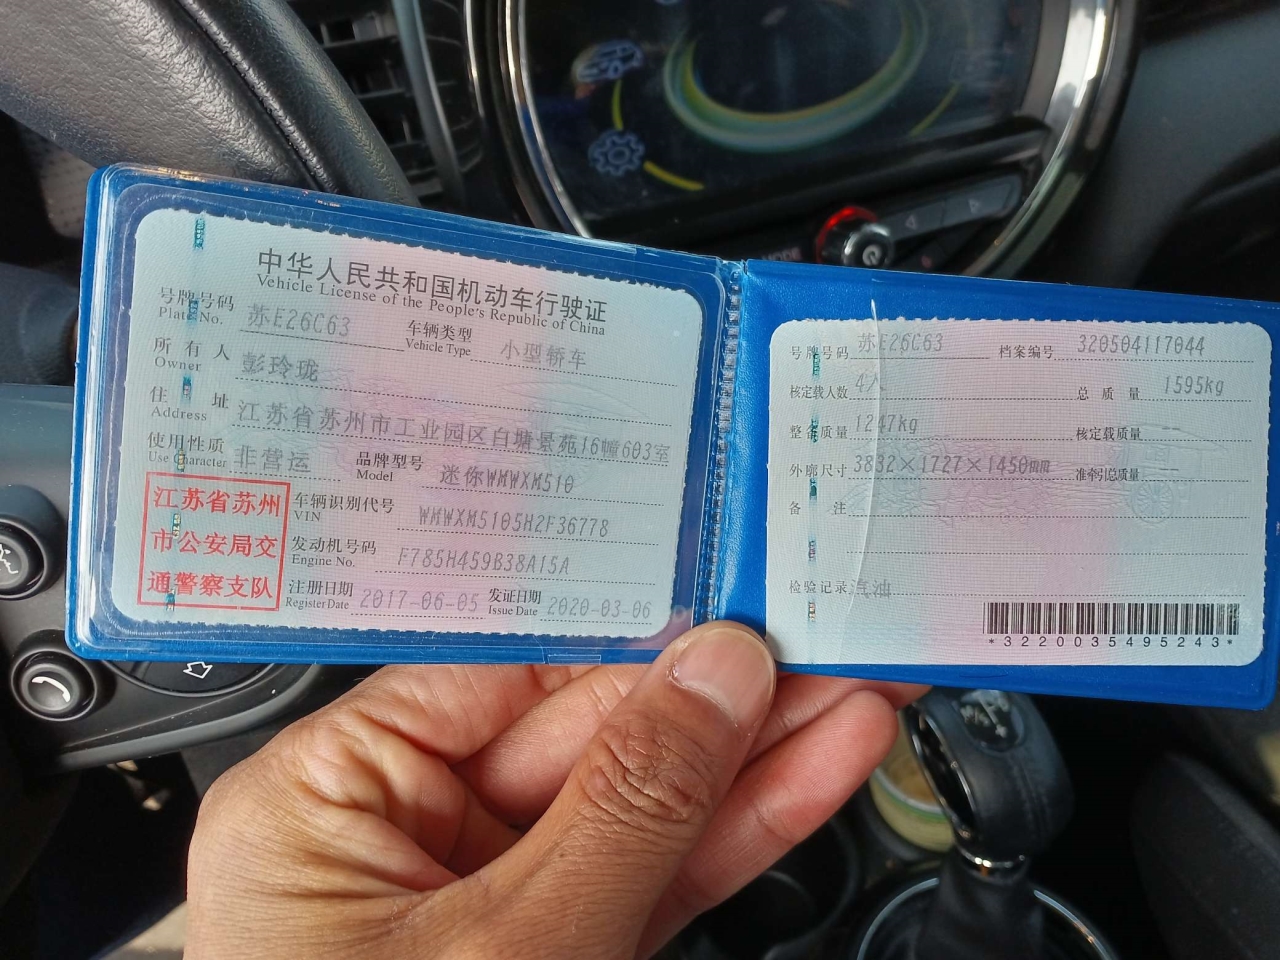 中华人民共和国机动车行驶证
Vehicle License of the People's Republic of China
号牌号码 苏E26C63 车辆类型 小型轿车
Plate No. Vehicle Type
所有人 彭玲珑
Owner
住址 江苏省苏州市工业园区白塘景苑16幢603室
Address
使用性质 非营运 品牌型号 迷你WMWXM510
Use Character Model
车辆识别代号 WMWXM5105H2F36778
VIN
发动机号码 F785H459B38A15A
Engine No.
注册日期 2017-06-05 发证日期 2020-03-06
Register Date Issue Date
江苏省苏州
市公安局交
通警察支队
号牌号码 苏E26C63 档案编号 320504117044
核定载人数 4人 总质量 1595kg
整备质量 1247kg 核定载质量 --
外廓尺寸 3832×1727×1450mm 准牵引总质量 --
备注
检验记录 汽油
*3220035495243*